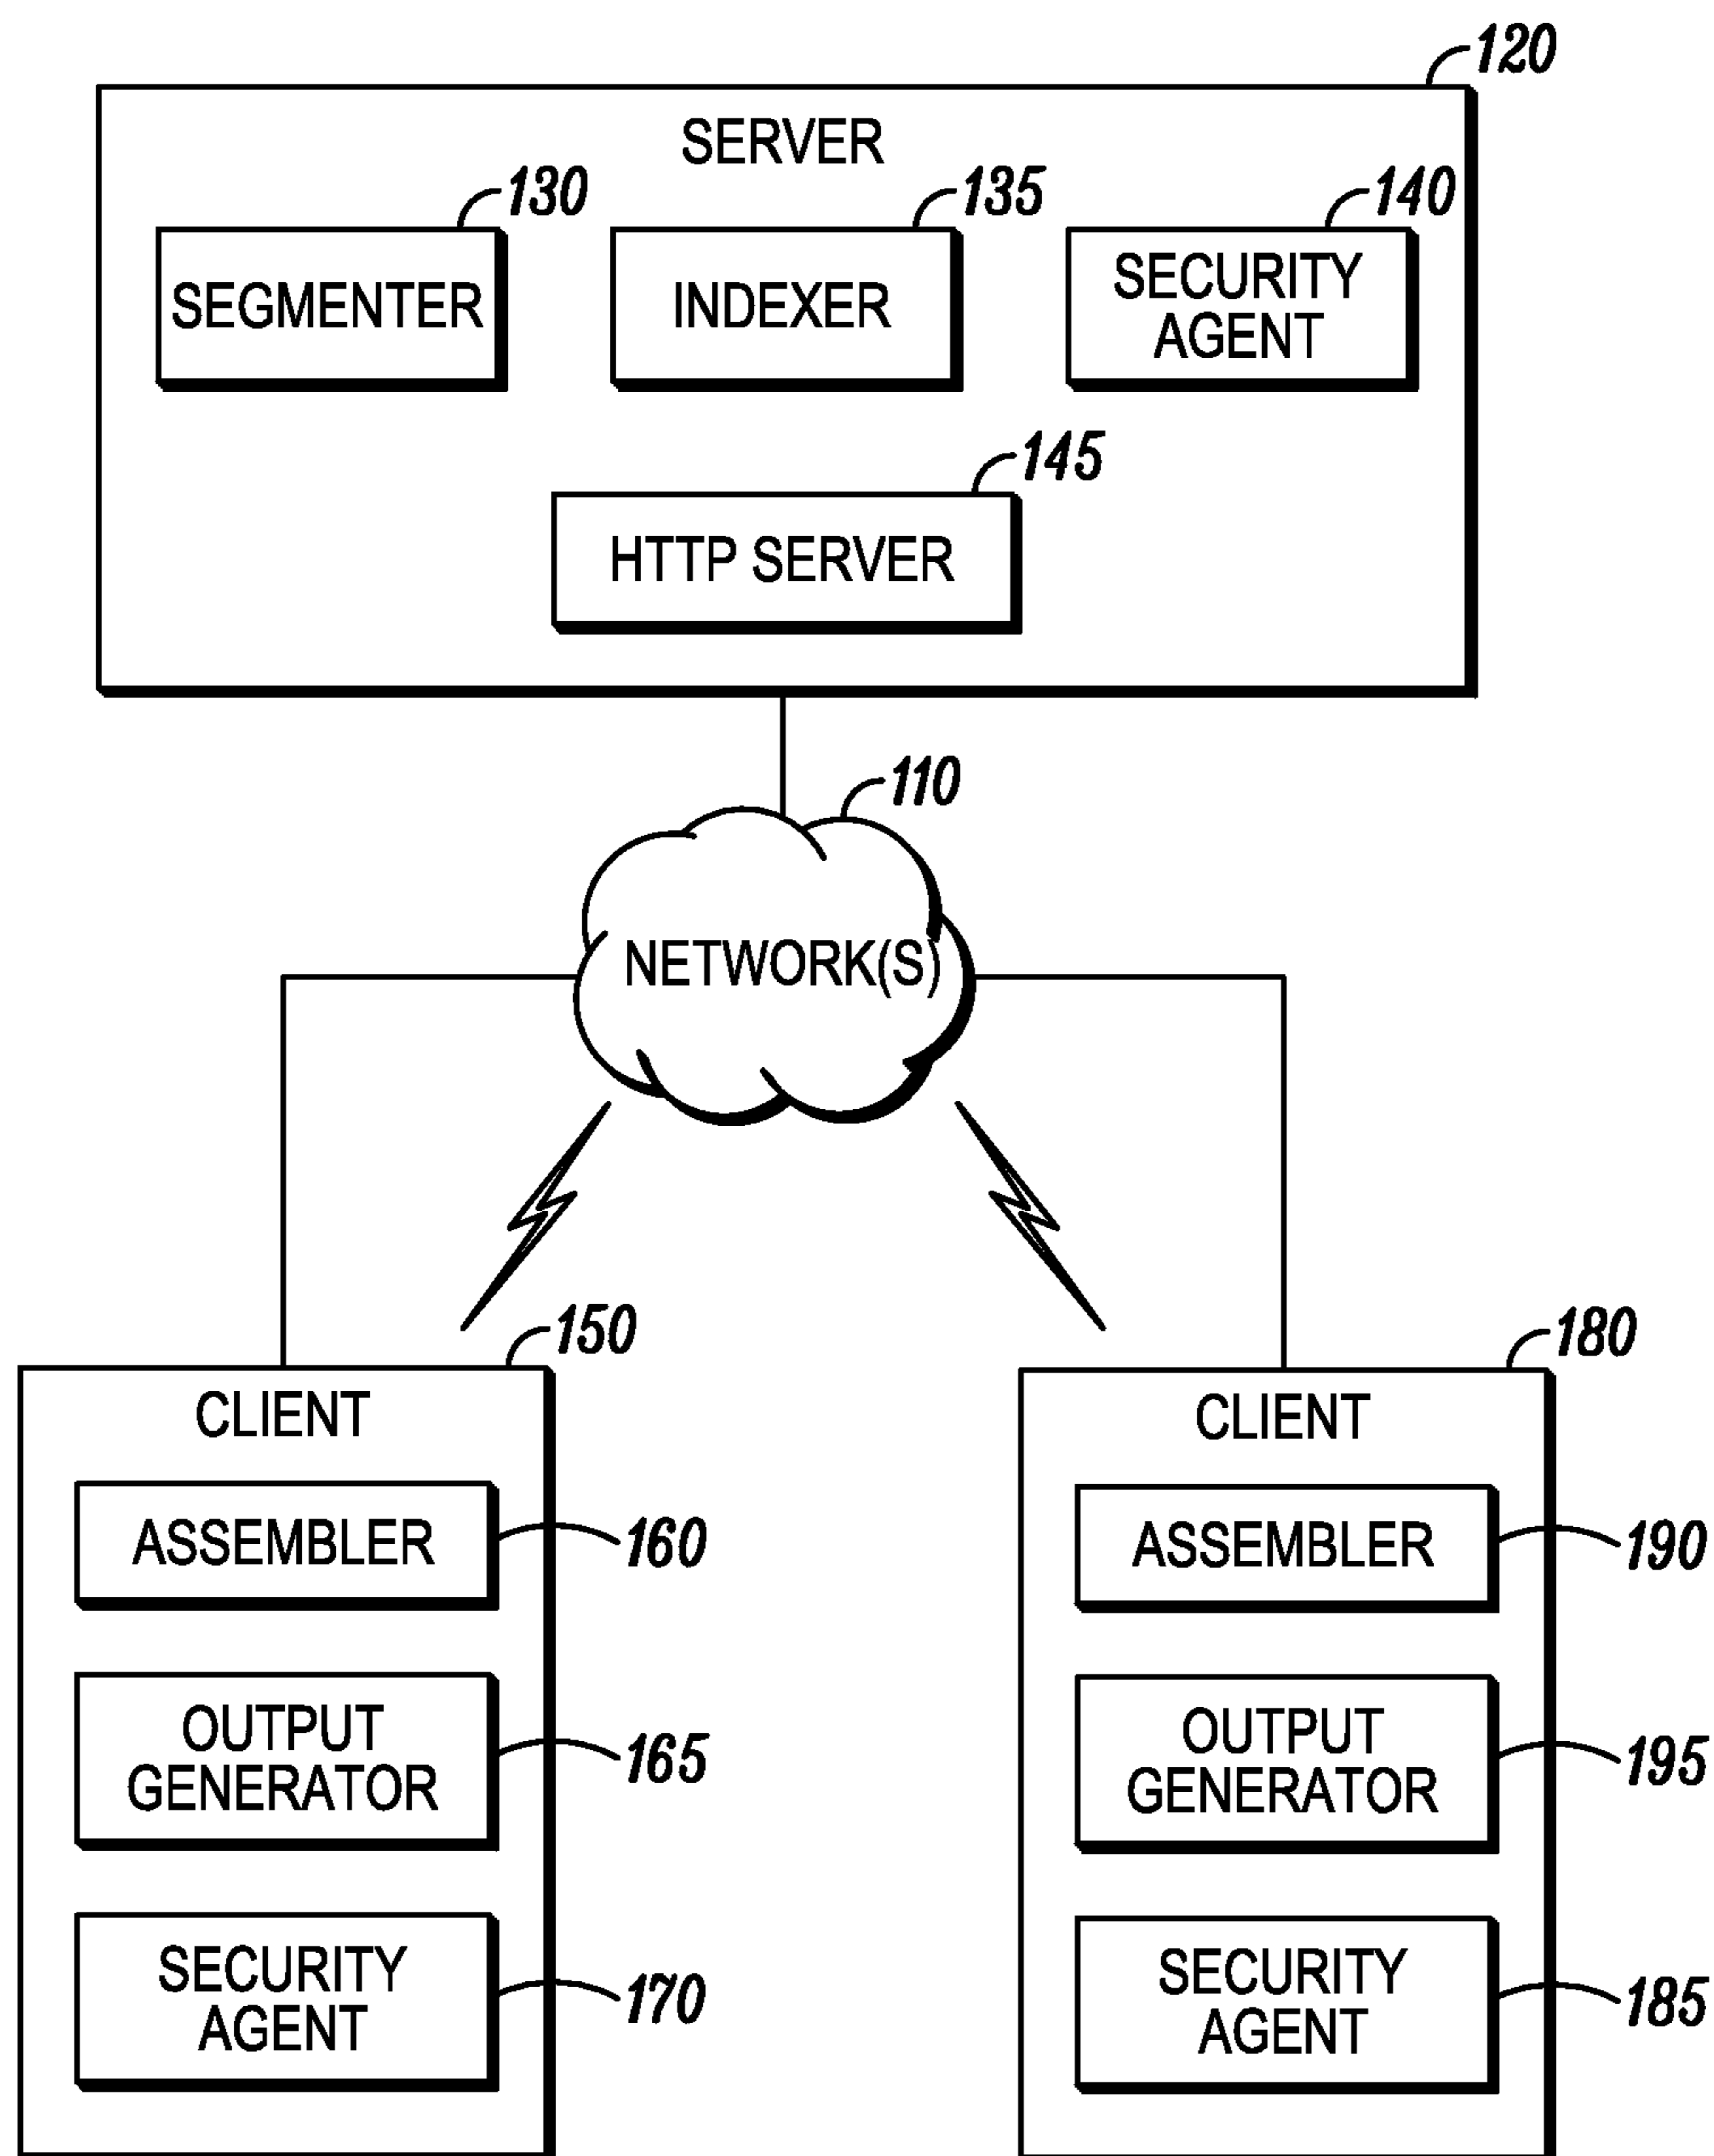 120
SERVER
130
135
140
SEGMENTER
INDEXER
SECURITY
AGENT
145
HTTP SERVER
110
NETWORK(S)
150
CLIENT
ASSEMBLER
160
OUTPUT
GENERATOR
165
SECURITY
AGENT
170
180
CLIENT
ASSEMBLER
190
OUTPUT
GENERATOR
195
SECURITY
AGENT
185